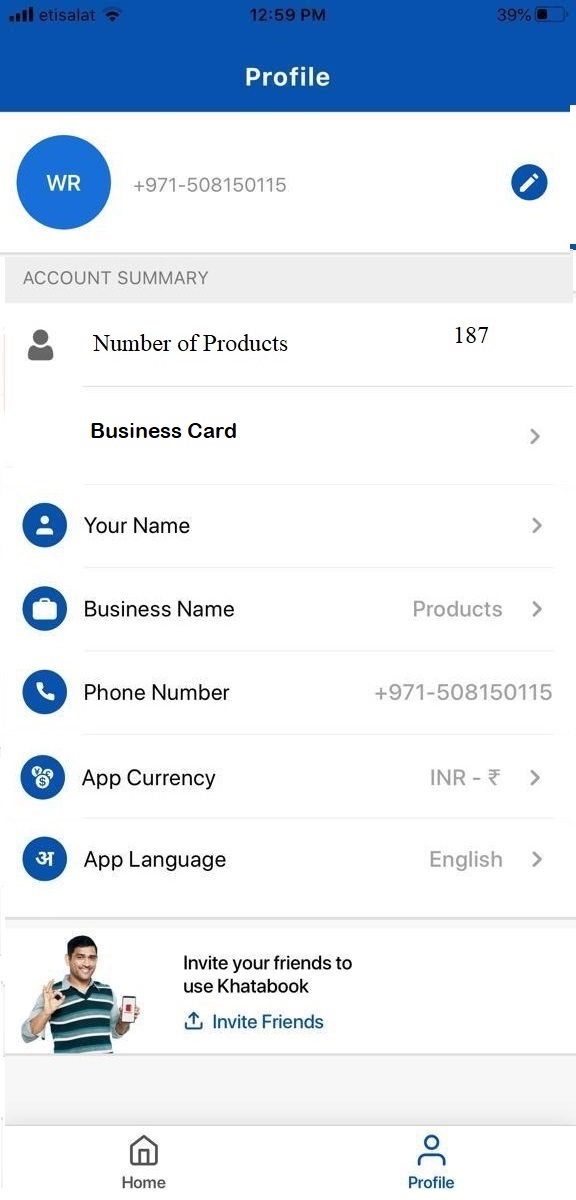 etisalat 12:59 PM 39%
Profile
WR +971-508150115
ACCOUNT SUMMARY
Number of Products 187
Business Card
Your Name
Business Name Products
Phone Number +971-508150115
¥ € $
App Currency INR - ₹
अ App Language English
Invite your friends to
use Khatabook
Invite Friends
Home Profile